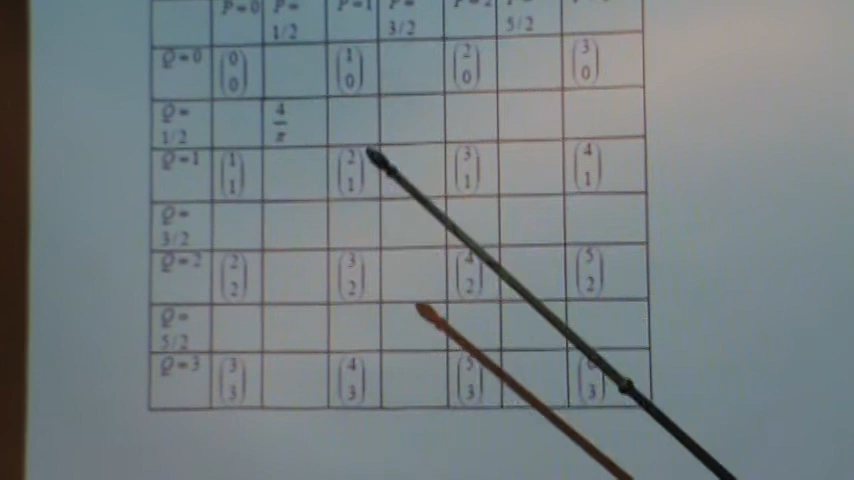 P=0 P= P=1 P= P=2 P=
1/2 3/2 5/2
Q=0 (0 0) (1 0) (2 0) (3 0)
Q= 1/2 4/π
Q=1 (1 1) (2 1) (3 1) (4 1)
Q= 3/2
Q=2 (2 2) (3 2) (4 2) (5 2)
Q= 5/2
Q=3 (3 3) (4 3) (5 3) ( 3)